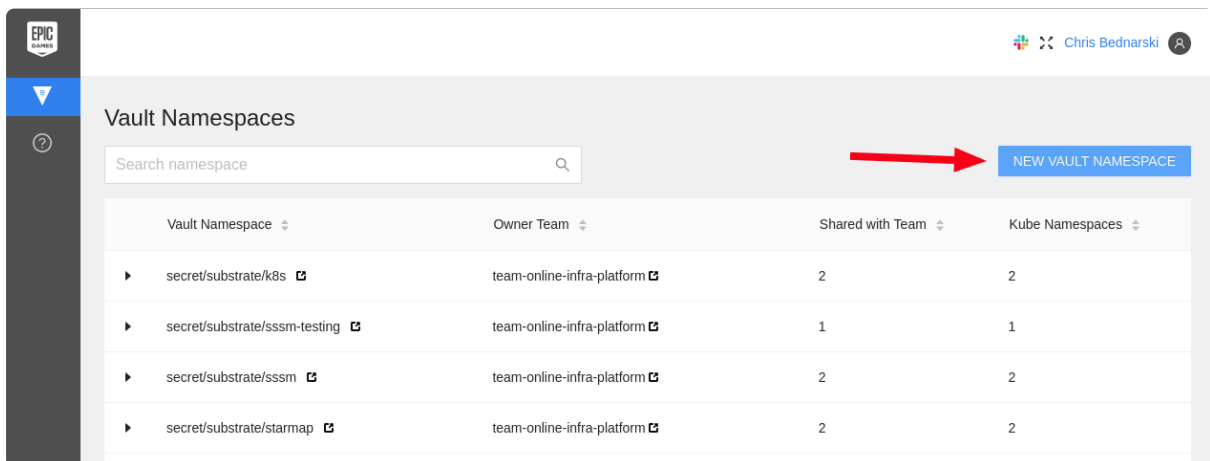 EPIC
GAMES
Chris Bednarski
Vault Namespaces
Search namespace
NEW VAULT NAMESPACE
Vault Namespace Owner Team Shared with Team Kube Namespaces
secret/substrate/k8s team-online-infra-platform 2 2
secret/substrate/sssm-testing team-online-infra-platform 1 1
secret/substrate/sssm team-online-infra-platform 2 2
secret/substrate/starmap team-online-infra-platform 2 2